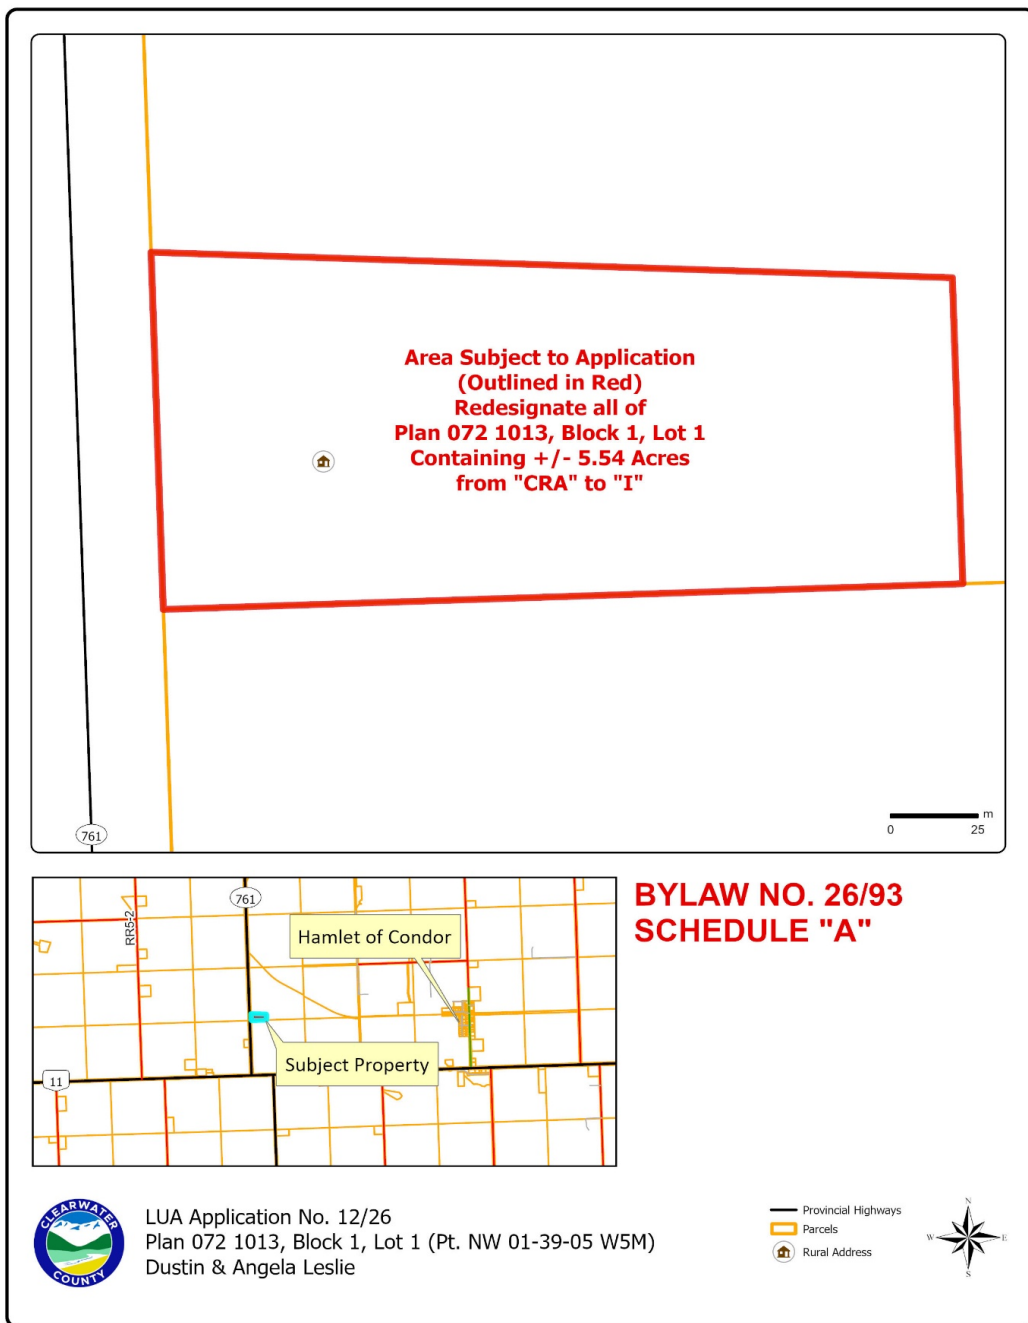 Area Subject to Application
(Outlined in Red)
Redesignate all of
Plan 072 1013, Block 1, Lot 1
Containing +/- 5.54 Acres
from "CRA" to "I"
761
m
0 25
761
RR5-2
Hamlet of Condor
Subject Property
11
BYLAW NO. 26/93
SCHEDULE "A"
CLEARWATER
COUNTY
LUA Application No. 12/26
Plan 072 1013, Block 1, Lot 1 (Pt. NW 01-39-05 W5M)
Dustin & Angela Leslie
Provincial Highways
Parcels
Rural Address
N
W E
S